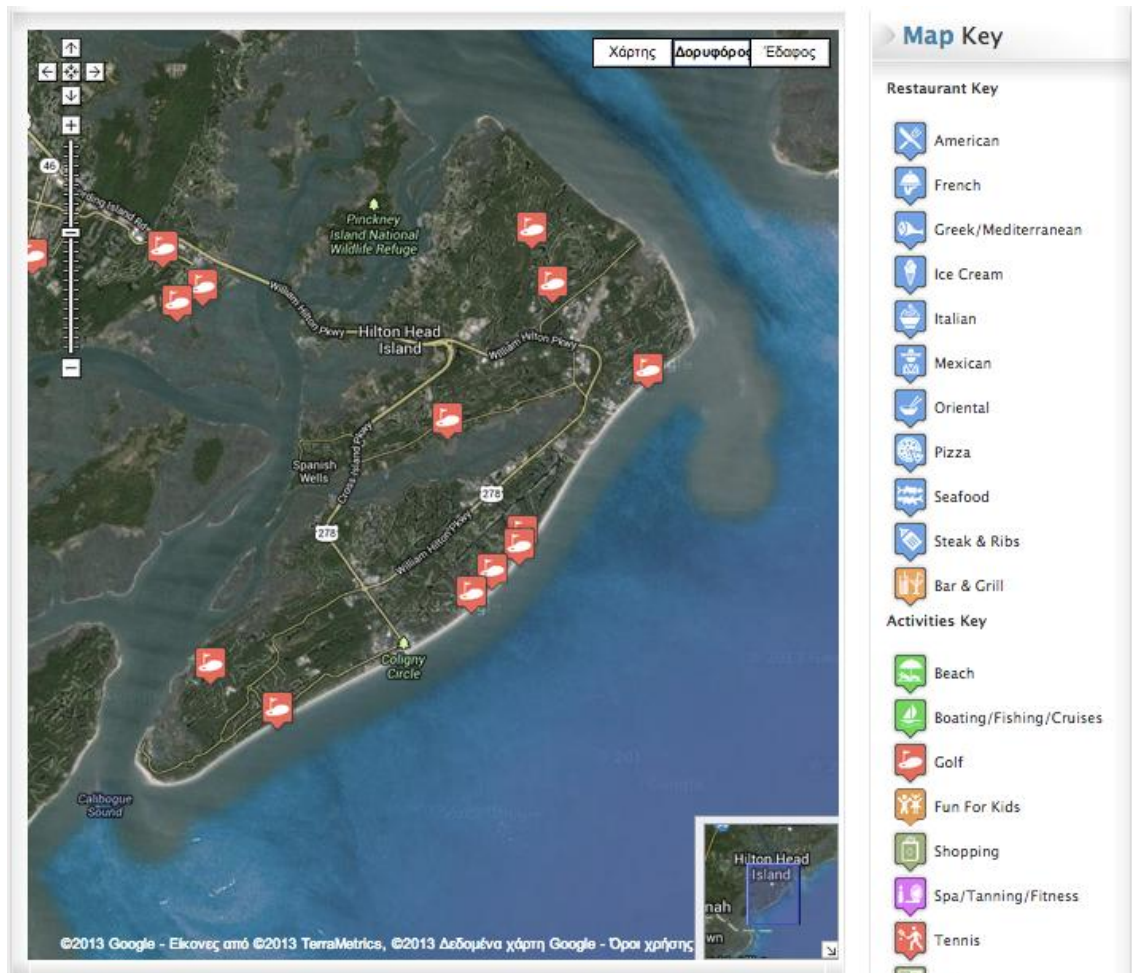 Χάρτης
Δορυφόρος
Έδαφος
46
Pinckney
Island National
Wildlife Refuge
William Hilton Pkwy
Hilton Head
Island
William Hilton Pkwy
Cross Island Pkwy
Spanish
Wells
278
278
William Hilton Pkwy
Coligny
Circle
Calibogue
Sound
Hilton Head
Island
nah
wn
©2013 Google - Εικονες από ©2013 TerraMetrics, ©2013 Δεδομένα χάρτη Google - Όροι χρήσης
Map Key
Restaurant Key
American
French
Greek/Mediterranean
Ice Cream
Italian
Mexican
Oriental
Pizza
Seafood
Steak & Ribs
Bar & Grill
Activities Key
Beach
Boating/Fishing/Cruises
Golf
Fun For Kids
Shopping
Spa/Tanning/Fitness
Tennis